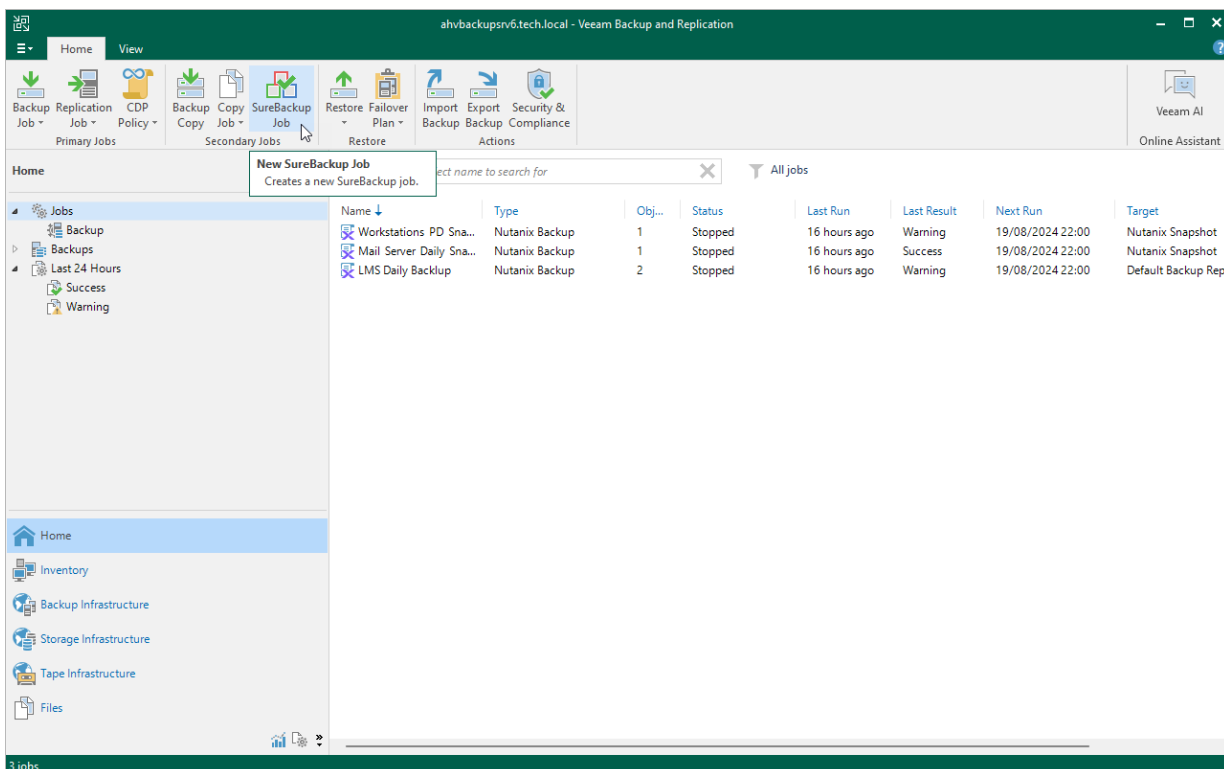 ahvbackupsrv6.tech.local - Veeam Backup and Replication
Home View
Backup Job Replication Job CDP Policy Backup Copy Copy Job SureBackup Job Restore Failover Plan Import Backup Export Backup Security & Compliance Veeam AI
Primary Jobs Secondary Jobs Restore Actions Online Assistant
New SureBackup Job
Creates a new SureBackup job.
Home ect name to search for All jobs
Jobs
Backup
Backups
Last 24 Hours
Success
Warning
Name Type Obj... Status Last Run Last Result Next Run Target
Workstations PD Sna... Nutanix Backup 1 Stopped 16 hours ago Warning 19/08/2024 22:00 Nutanix Snapshot
Mail Server Daily Sna... Nutanix Backup 1 Stopped 16 hours ago Success 19/08/2024 22:00 Nutanix Snapshot
LMS Daily Backlup Nutanix Backup 2 Stopped 16 hours ago Warning 19/08/2024 22:00 Default Backup Rep
Home
Inventory
Backup Infrastructure
Storage Infrastructure
Tape Infrastructure
Files
3 jobs